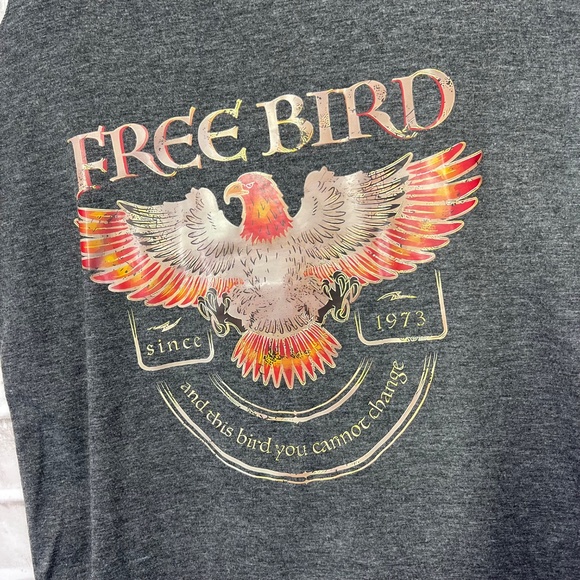 FREE BIRD
since
1973
and this bird you cannot change